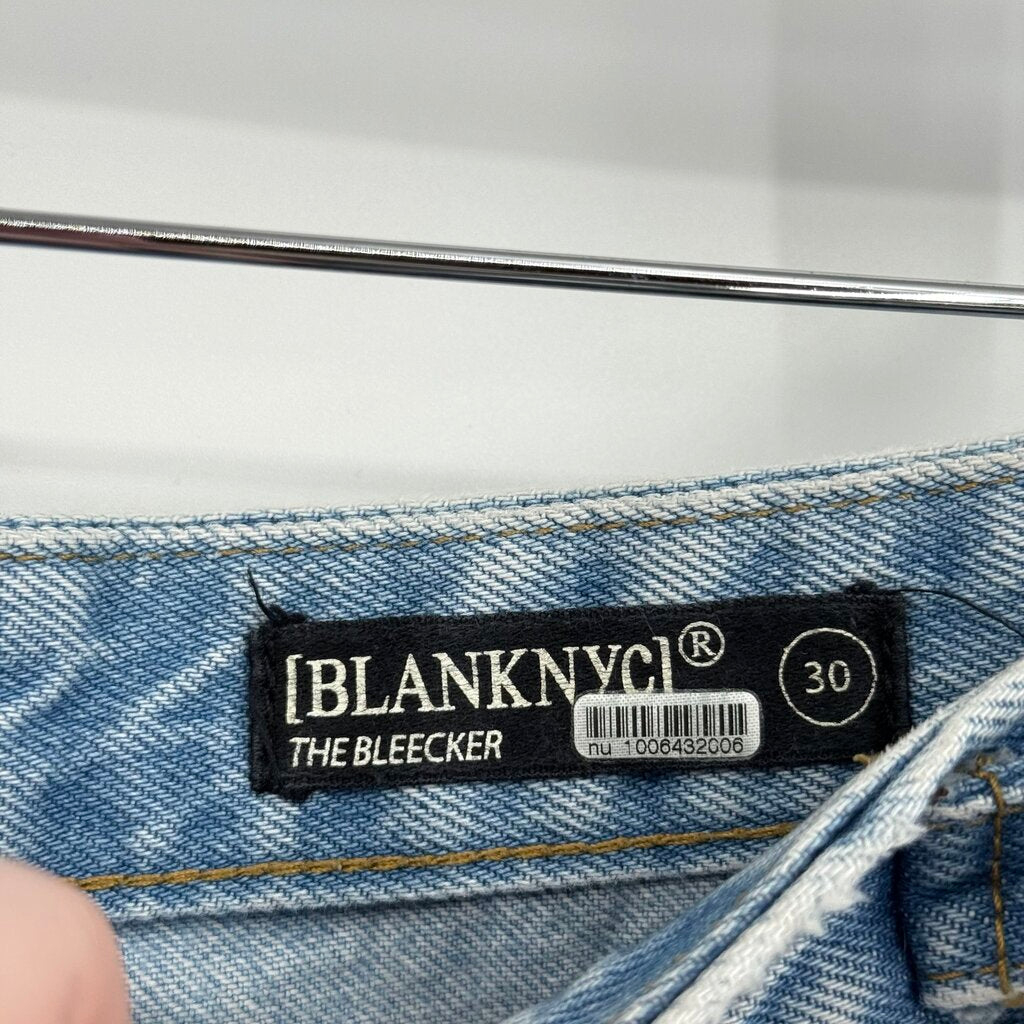 [BLANKNYC]®
30
THE BLEECKER
nu 1006432006